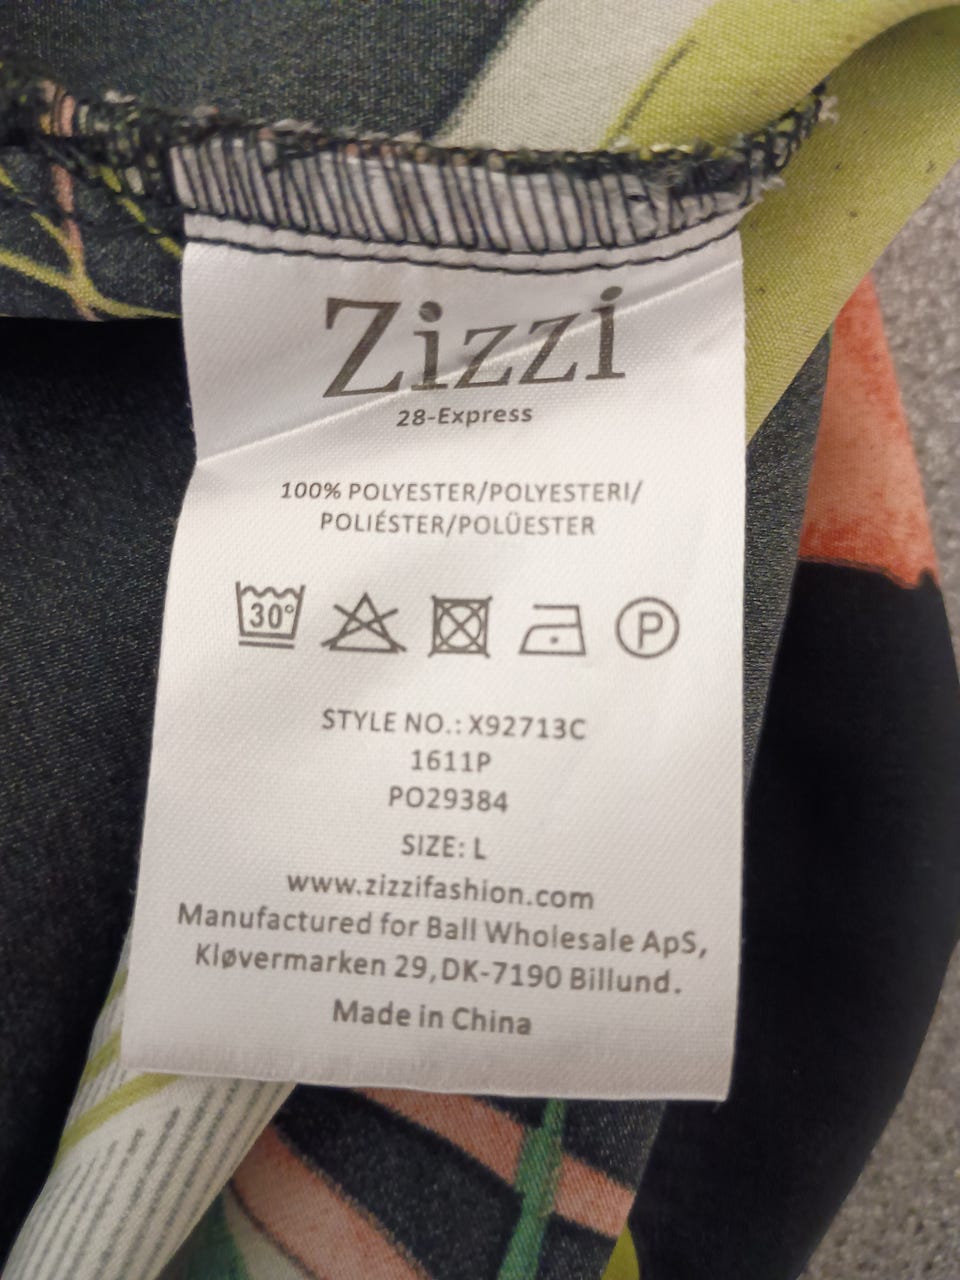 Zizzi
28-Express
100% POLYESTER/POLYESTERI/
POLIÉSTER/POLÜESTER
30°
P
STYLE NO.: X92713C
1611P
PO29384
SIZE: L
www.zizzifashion.com
Manufactured for Ball Wholesale ApS,
Kløvermarken 29,DK-7190 Billund.
Made in China